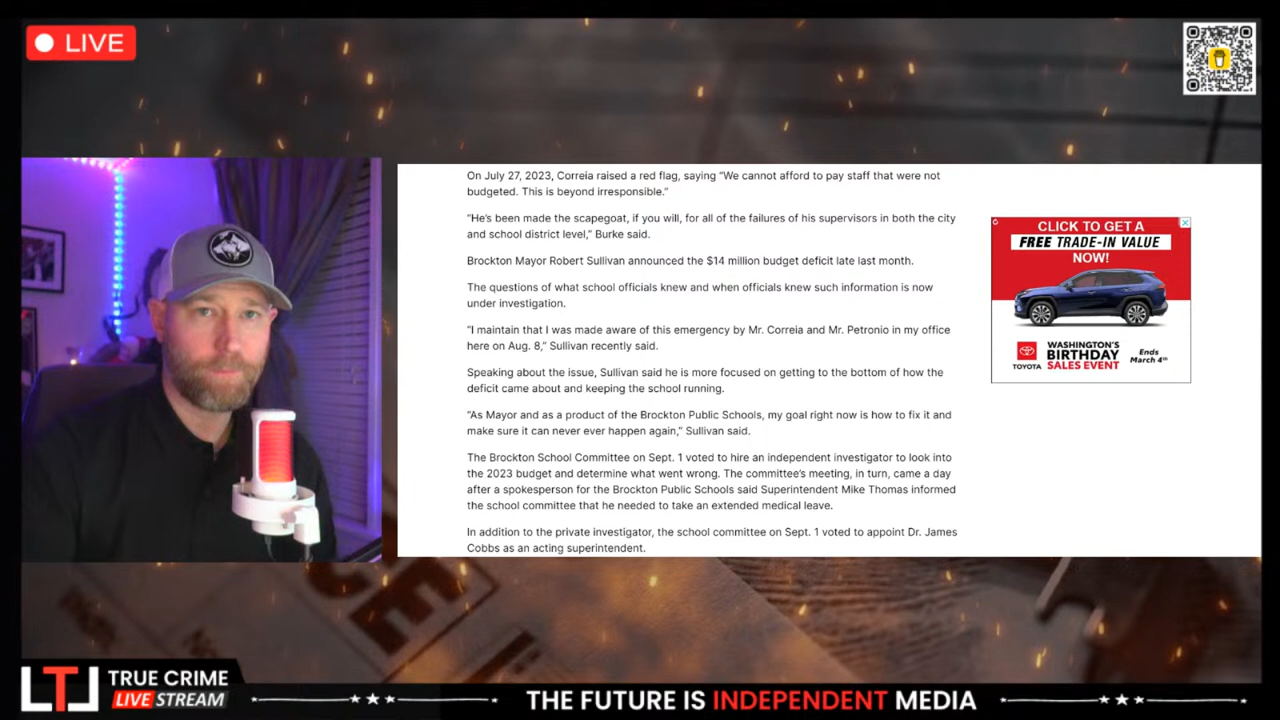 LIVE
On July 27, 2023, Correia raised a red flag, saying “We cannot afford to pay staff that were not
budgeted. This is beyond irresponsible.”
“He’s been made the scapegoat, if you will, for all of the failures of his supervisors in both the city
and school district level,” Burke said.
Brockton Mayor Robert Sullivan announced the $14 million budget deficit late last month.
The questions of what school officials knew and when officials knew such information is now
under investigation.
“I maintain that I was made aware of this emergency by Mr. Correia and Mr. Petronio in my office
here on Aug. 8,” Sullivan recently said.
Speaking about the issue, Sullivan said he is more focused on getting to the bottom of how the
deficit came about and keeping the school running.
“As Mayor and as a product of the Brockton Public Schools, my goal right now is how to fix it and
make sure it can never ever happen again,” Sullivan said.
The Brockton School Committee on Sept. 1 voted to hire an independent investigator to look into
the 2023 budget and determine what went wrong. The committee’s meeting, in turn, came a day
after a spokesperson for the Brockton Public Schools said Superintendent Mike Thomas informed
the school committee that he needed to take an extended medical leave.
In addition to the private investigator, the school committee on Sept. 1 voted to appoint Dr. James
Cobbs as an acting superintendent.
CLICK TO GET A
FREE TRADE-IN VALUE
NOW!
TOYOTA
WASHINGTON'S
BIRTHDAY
SALES EVENT
Ends
March 4th
LTL
TRUE CRIME
LIVE STREAM
THE FUTURE IS INDEPENDENT MEDIA